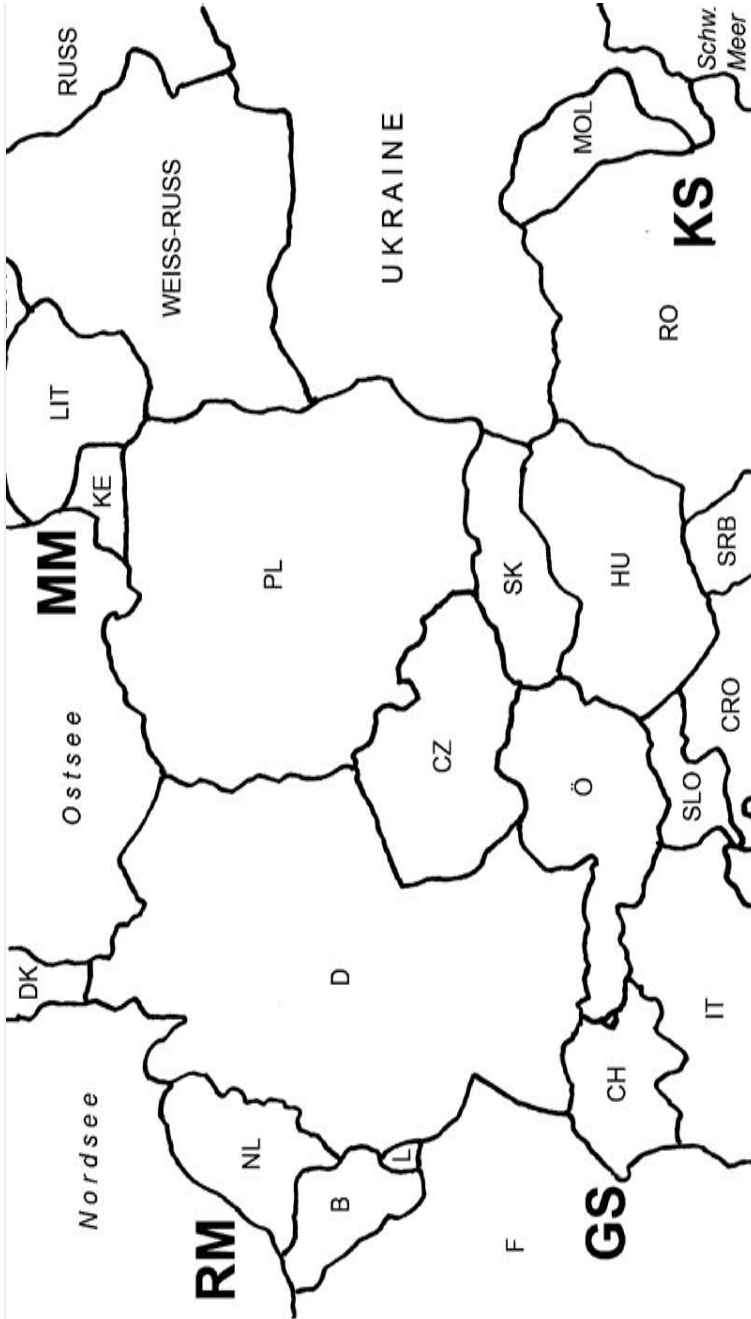 Nordsee
DK
Ostsee
LIT
RUSS
MM
KE
WEISS-RUSS
RM
NL
B
L
D
PL
UKRAINE
CZ
F
SK
GS
CH
Ö
HU
MOL
RO
KS
SLO
IT
CRO
SRB
Schw.
Meer